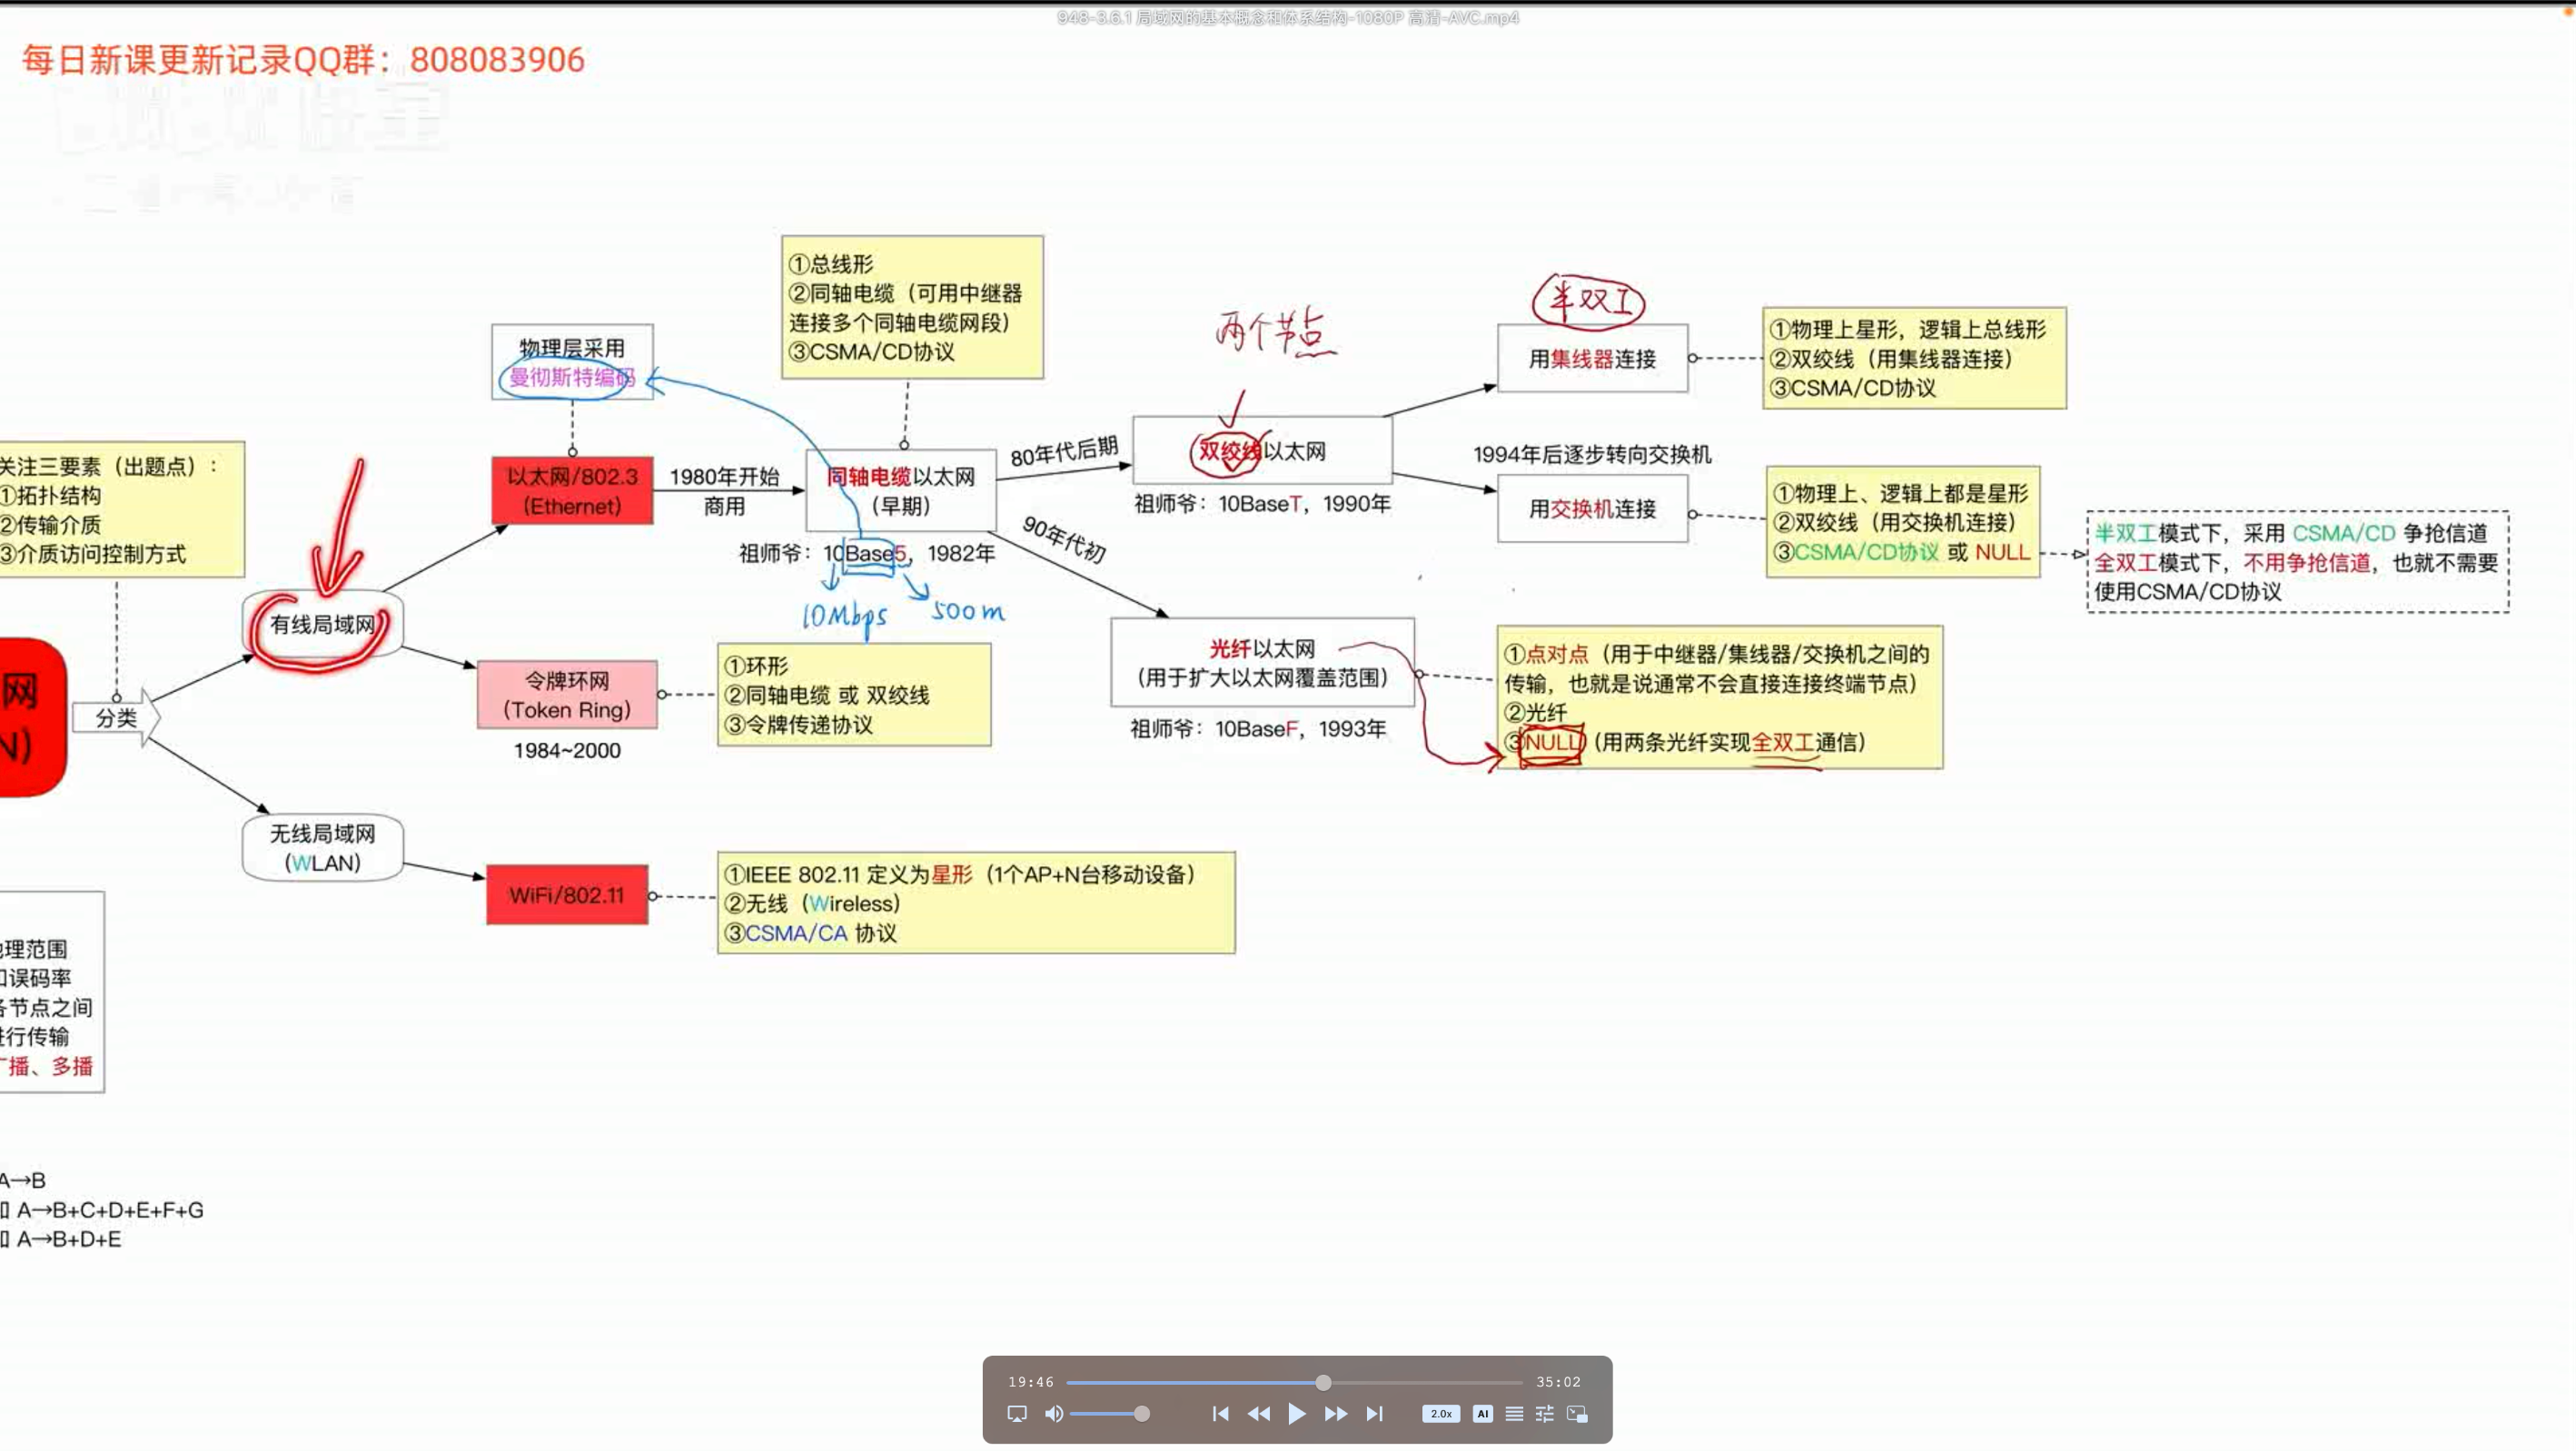 948-3.6.1 局域网的基本概念和体系结构-1080P 高清-AVC.mp4
每日新课更新记录QQ群：808083906
①总线形
②同轴电缆（可用中继器
连接多个同轴电缆网段）
③CSMA/CD协议
物理层采用
曼彻斯特编码
两个节点
半双工
用集线器连接
①物理上星形，逻辑上总线形
②双绞线（用集线器连接）
③CSMA/CD协议
关注三要素（出题点）：
①拓扑结构
②传输介质
③介质访问控制方式
以太网/802.3
(Ethernet)
1980年开始
商用
同轴电缆以太网
（早期）
祖师爷：10Base5，1982年
10Mbps
500m
80年代后期
双绞线以太网
祖师爷：10BaseT，1990年
1994年后逐步转向交换机
用交换机连接
①物理上、逻辑上都是星形
②双绞线（用交换机连接）
③CSMA/CD协议 或 NULL
半双工模式下，采用 CSMA/CD 争抢信道
全双工模式下，不用争抢信道，也就不需要
使用CSMA/CD协议
90年代初
光纤以太网
（用于扩大以太网覆盖范围）
祖师爷：10BaseF，1993年
①点对点（用于中继器/集线器/交换机之间的
传输，也就是说通常不会直接连接终端节点）
②光纤
③NULL（用两条光纤实现全双工通信）
有线局域网
令牌环网
(Token Ring)
1984~2000
①环形
②同轴电缆 或 双绞线
③令牌传递协议
网
N)
分类
无线局域网
(WLAN)
WiFi/802.11
①IEEE 802.11 定义为星形（1个AP+N台移动设备）
②无线（Wireless）
③CSMA/CA 协议
理范围
误码率
各节点之间
进行传输
播、多播
A→B
A→B+C+D+E+F+G
A→B+D+E
19:46
35:02
2.0x
AI